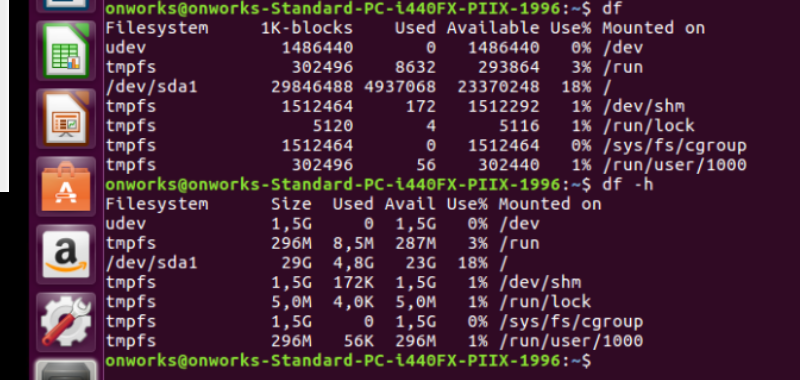 onworks@onworks-Standard-PC-i440FX-PIIX-1996:~$ df
Filesystem     1K-blocks    Used Available Use% Mounted on
udev             1486440       0   1486440   0% /dev
tmpfs             302496    8632    293864   3% /run
/dev/sda1       29846488 4937068  23370248  18% /
tmpfs            1512464     172   1512292   1% /dev/shm
tmpfs               5120       4      5116   1% /run/lock
tmpfs            1512464       0   1512464   0% /sys/fs/cgroup
tmpfs             302496      56    302440   1% /run/user/1000
onworks@onworks-Standard-PC-i440FX-PIIX-1996:~$ df -h
Filesystem      Size  Used Avail Use% Mounted on
udev            1,5G     0  1,5G   0% /dev
tmpfs           296M  8,5M  287M   3% /run
/dev/sda1        29G  4,8G   23G  18% /
tmpfs           1,5G  172K  1,5G   1% /dev/shm
tmpfs           5,0M  4,0K  5,0M   1% /run/lock
tmpfs           1,5G     0  1,5G   0% /sys/fs/cgroup
tmpfs           296M   56K  296M   1% /run/user/1000
onworks@onworks-Standard-PC-i440FX-PIIX-1996:~$